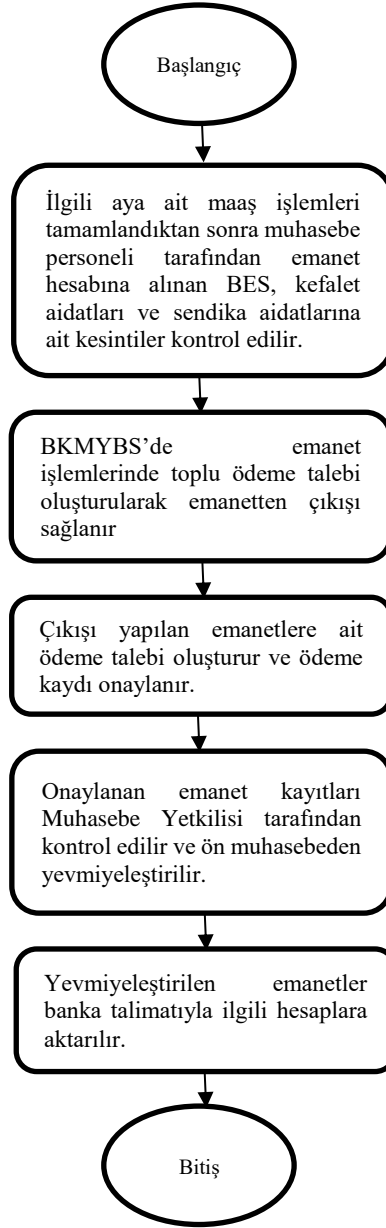 Başlangıç
İlgili aya ait maaş işlemleri
tamamlandıktan sonra muhasebe
personeli tarafından emanet
hesabına alınan BES, kefalet
aidatları ve sendika aidatlarına
ait kesintiler kontrol edilir.
BKMYBS’de emanet
işlemlerinde toplu ödeme talebi
oluşturularak emanetten çıkışı
sağlanır
Çıkışı yapılan emanetlere ait
ödeme talebi oluşturur ve ödeme
kaydı onaylanır.
Onaylanan emanet kayıtları
Muhasebe Yetkilisi tarafından
kontrol edilir ve ön muhasebeden
yevmiyeleştirilir.
Yevmiyeleştirilen emanetler
banka talimatıyla ilgili hesaplara
aktarılır.
Bitiş